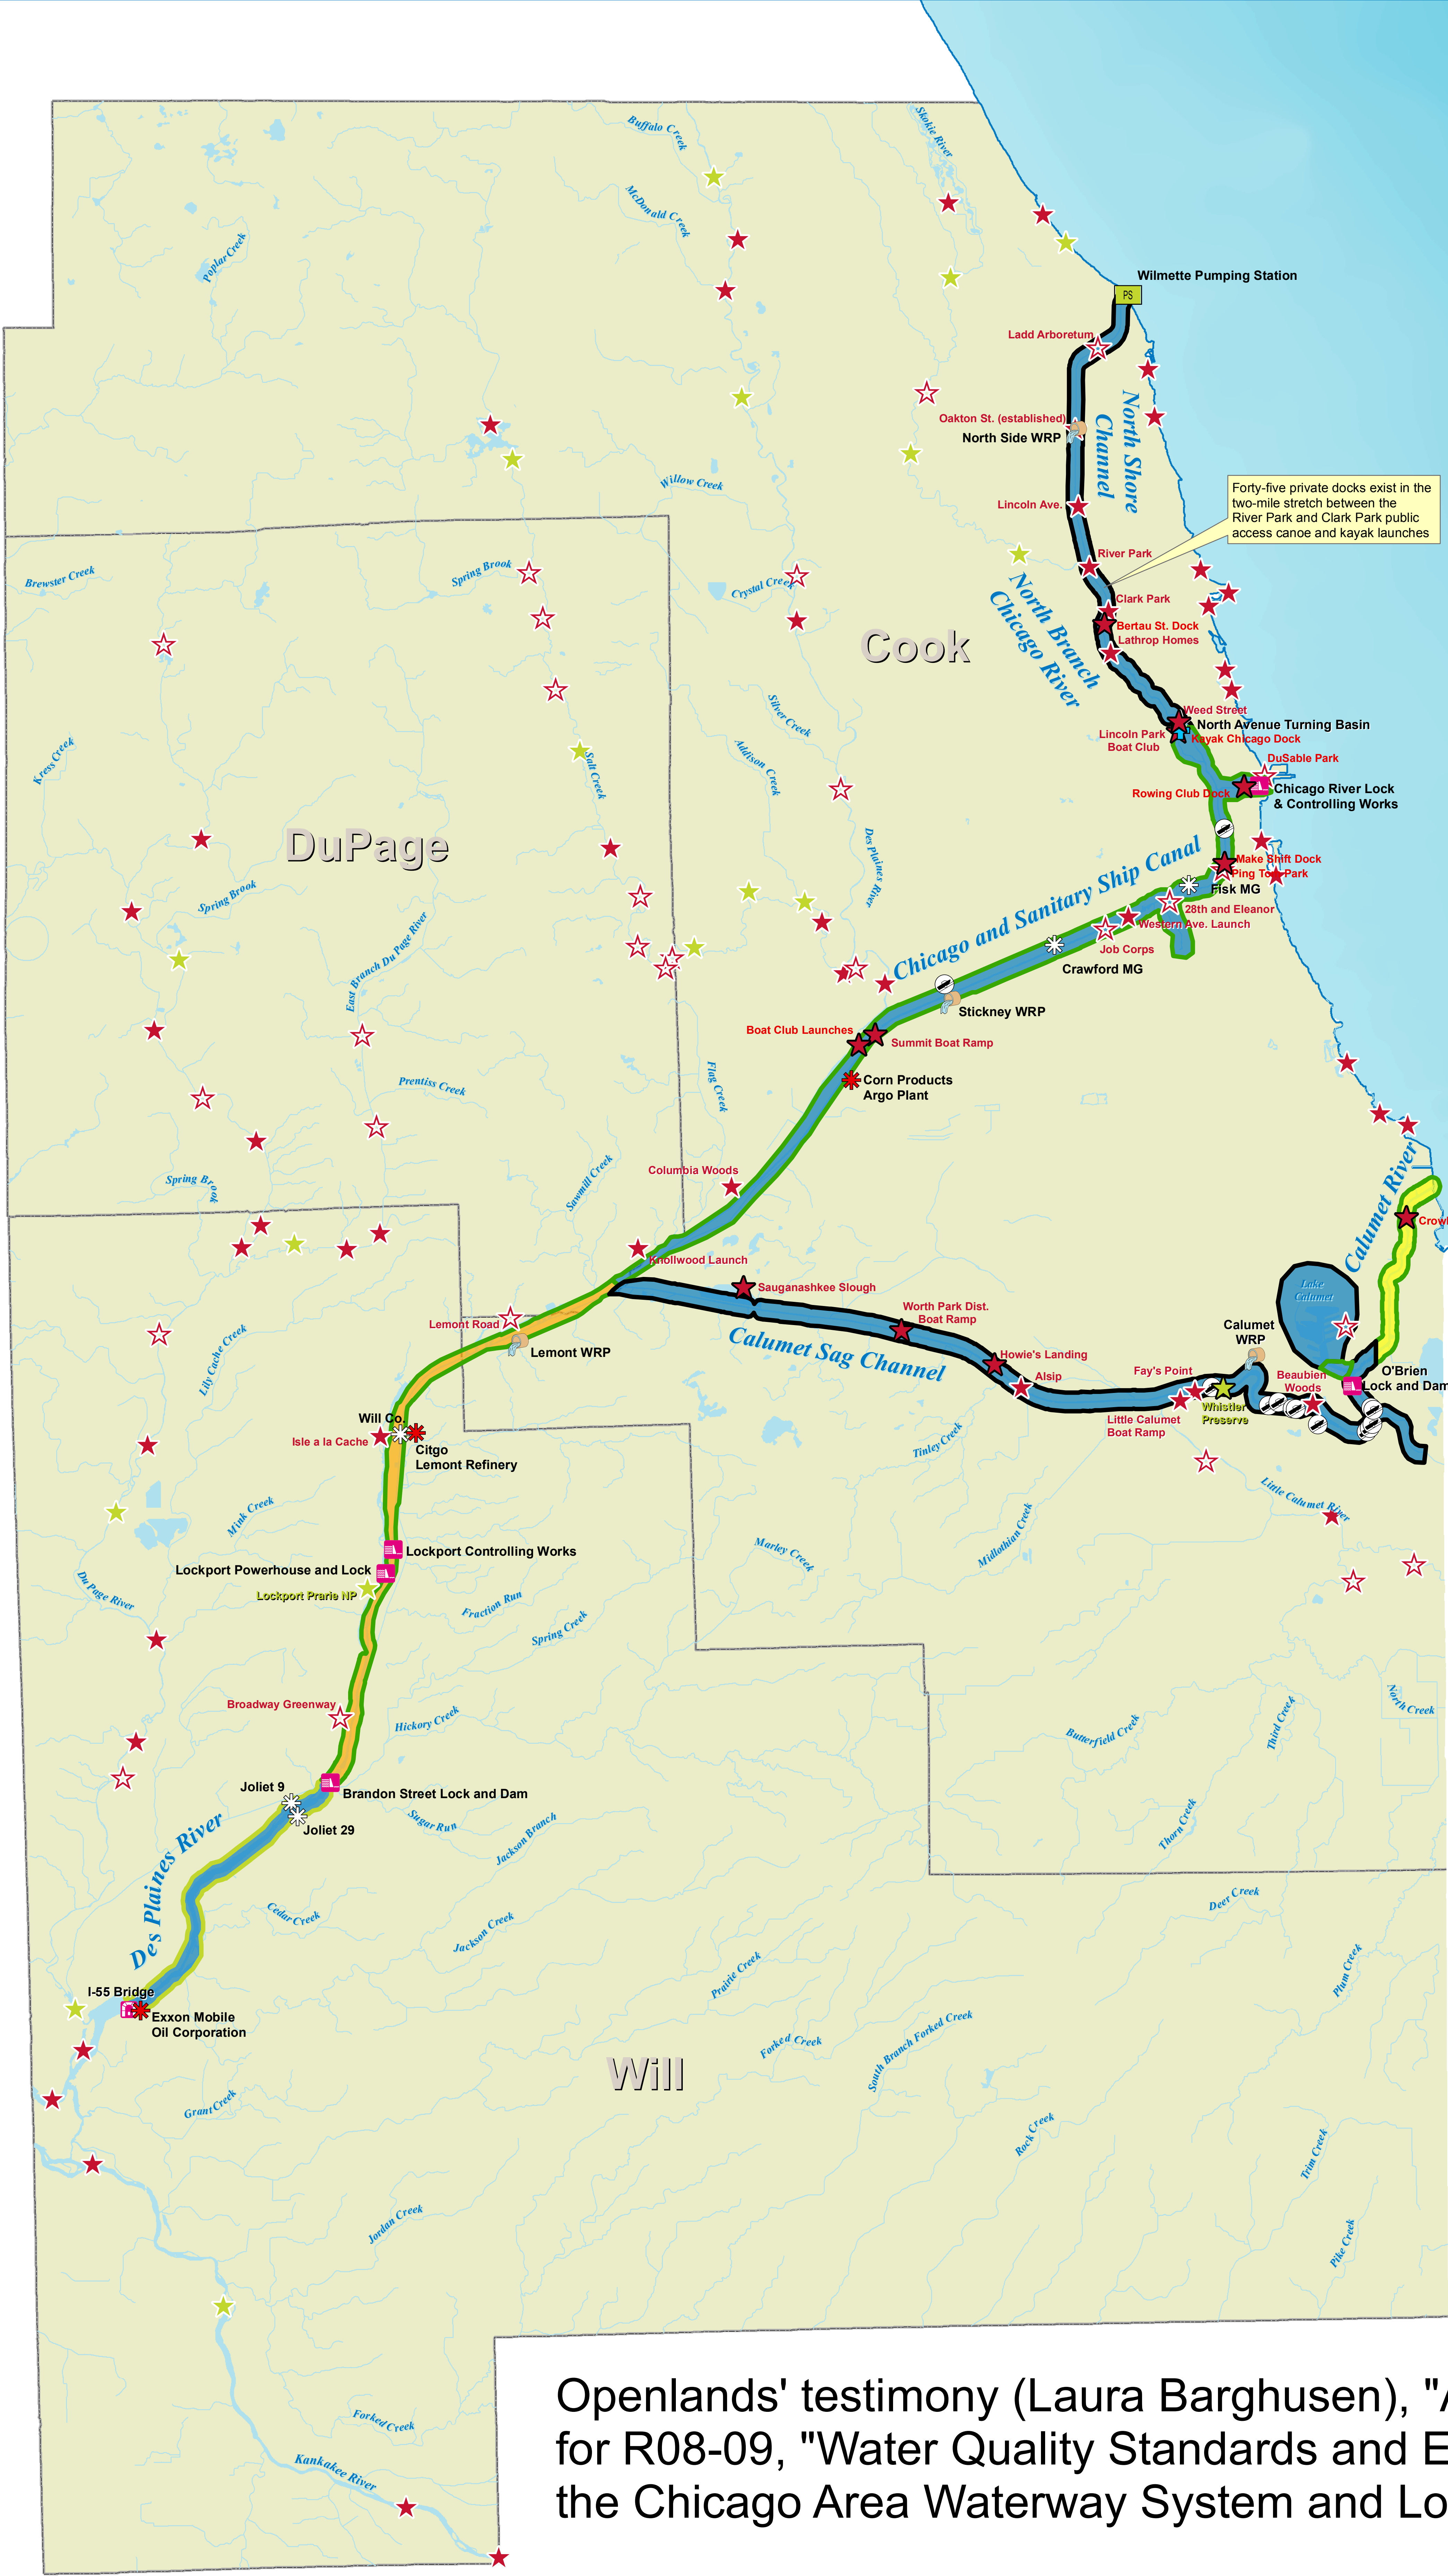 Buffalo Creek
Skokie River
McDonald Creek
Poplar Creek
Wilmette Pumping Station
PS
Ladd Arboretum
North Shore
Channel
Oakton St. (established)
North Side WRP
Willow Creek
Forty-five private docks exist in the
two-mile stretch between the
River Park and Clark Park public
access canoe and kayak launches
Lincoln Ave.
River Park
Brewster Creek
Spring Brook
Crystal Creek
Clark Park
North Branch
Chicago River
Bertau St. Dock
Lathrop Homes
Cook
Silver Creek
Weed Street
North Avenue Turning Basin
Lincoln Park
Boat Club
Kayak Chicago Dock
Kress Creek
Salt Creek
Addison Creek
DuSable Park
Rowing Club Dock
Chicago River Lock
& Controlling Works
DuPage
Des Plaines River
Make Shift Dock
Ping Tom Park
Fisk MG
Chicago and Sanitary Ship Canal
Spring Brook
28th and Eleanor
Western Ave. Launch
Job Corps
East Branch Du Page River
Crawford MG
Stickney WRP
Boat Club Launches
Summit Boat Ramp
Prentiss Creek
Flag Creek
Corn Products
Argo Plant
Columbia Woods
Sawmill Creek
Spring Brook
Calumet River
Crow
Knollwood Launch
Sauganashkee Slough
Lake
Calumet
Worth Park Dist.
Boat Ramp
Lemont Road
Lemont WRP
Calumet Sag Channel
Calumet
WRP
Lily Cache Creek
Howie's Landing
Alsip
Fay's Point
Beaubien
Woods
O'Brien
Lock and Dam
Whistler
Preserve
Little Calumet
Boat Ramp
Will Co.
Isle a la Cache
Citgo
Lemont Refinery
Tinley Creek
Little Calumet River
Mink Creek
Midlothian Creek
Marley Creek
Lockport Controlling Works
Lockport Powerhouse and Lock
Lockport Prarie NP
DuPage River
Fraction Run
Spring Creek
Broadway Greenway
Hickory Creek
North Creek
Butterfield Creek
Third Creek
Joliet 9
Brandon Street Lock and Dam
Joliet 29
Sugar Run
Jackson Branch
Thorn Creek
Des Plaines River
Cedar Creek
Jackson Creek
Deer Creek
Prairie Creek
Plum Creek
I-55 Bridge
Exxon Mobile
Oil Corporation
Forked Creek
South Branch Forked Creek
Will
Grant Creek
Rock Creek
Trim Creek
Jordan Creek
Pike Creek
Forked Creek
Kankakee River
Openlands' testimony (Laura Barghusen), "A
for R08-09, "Water Quality Standards and E
the Chicago Area Waterway System and Lo